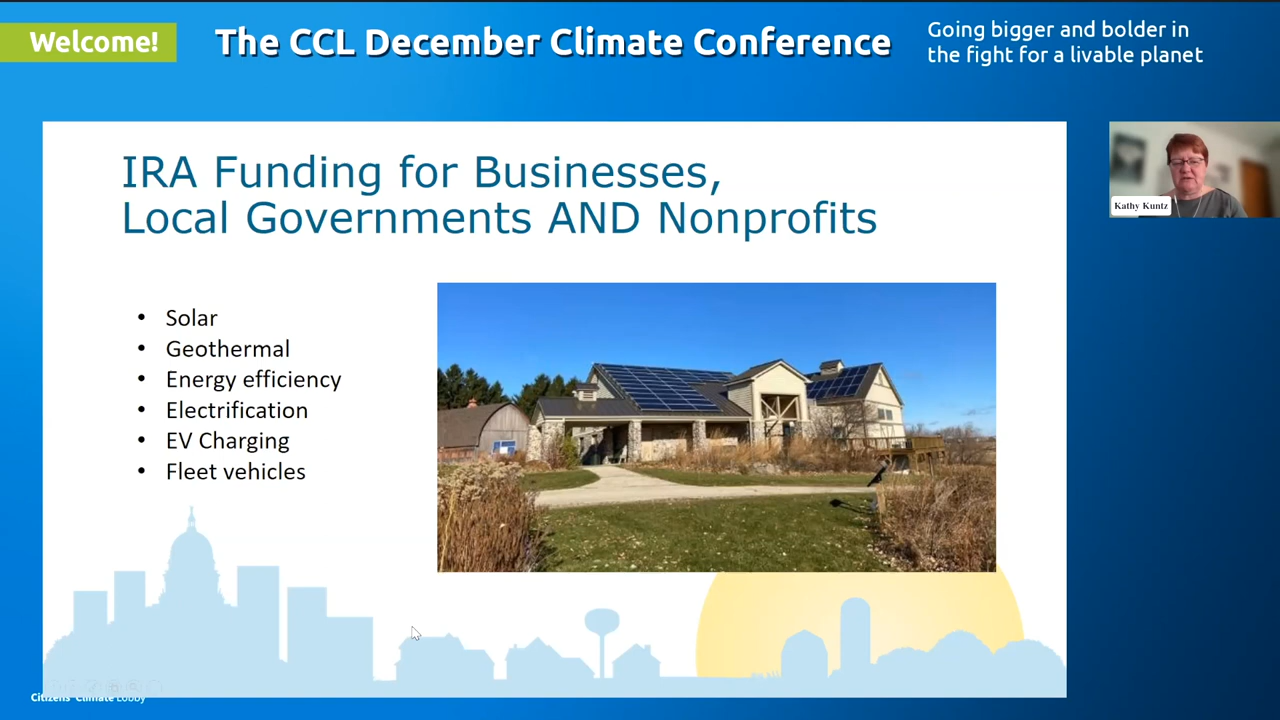 Welcome!
The CCL December Climate Conference
Going bigger and bolder in
the fight for a livable planet
IRA Funding for Businesses,
Local Governments AND Nonprofits
• Solar
• Geothermal
• Energy efficiency
• Electrification
• EV Charging
• Fleet vehicles
Kathy Kuntz
Citizens' Climate Lobby